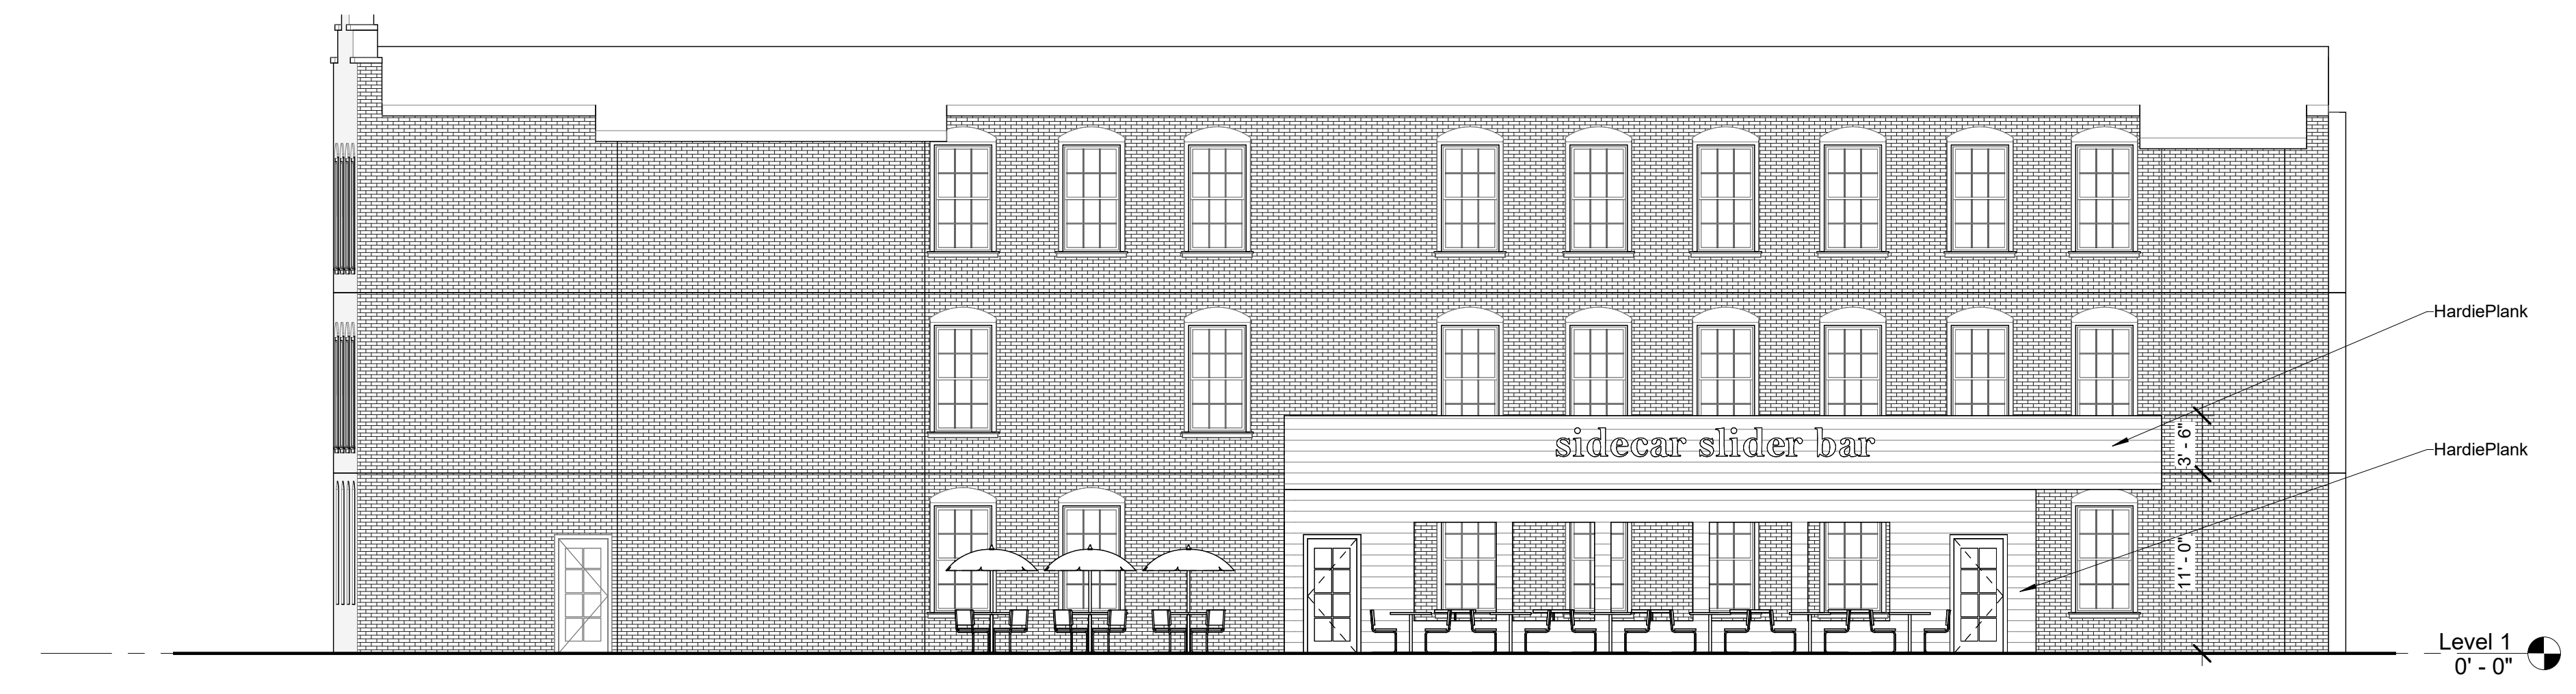 HardiePlank
sidecar slider bar
3' - 6"
HardiePlank
11' - 0"
Level 1
0' - 0"